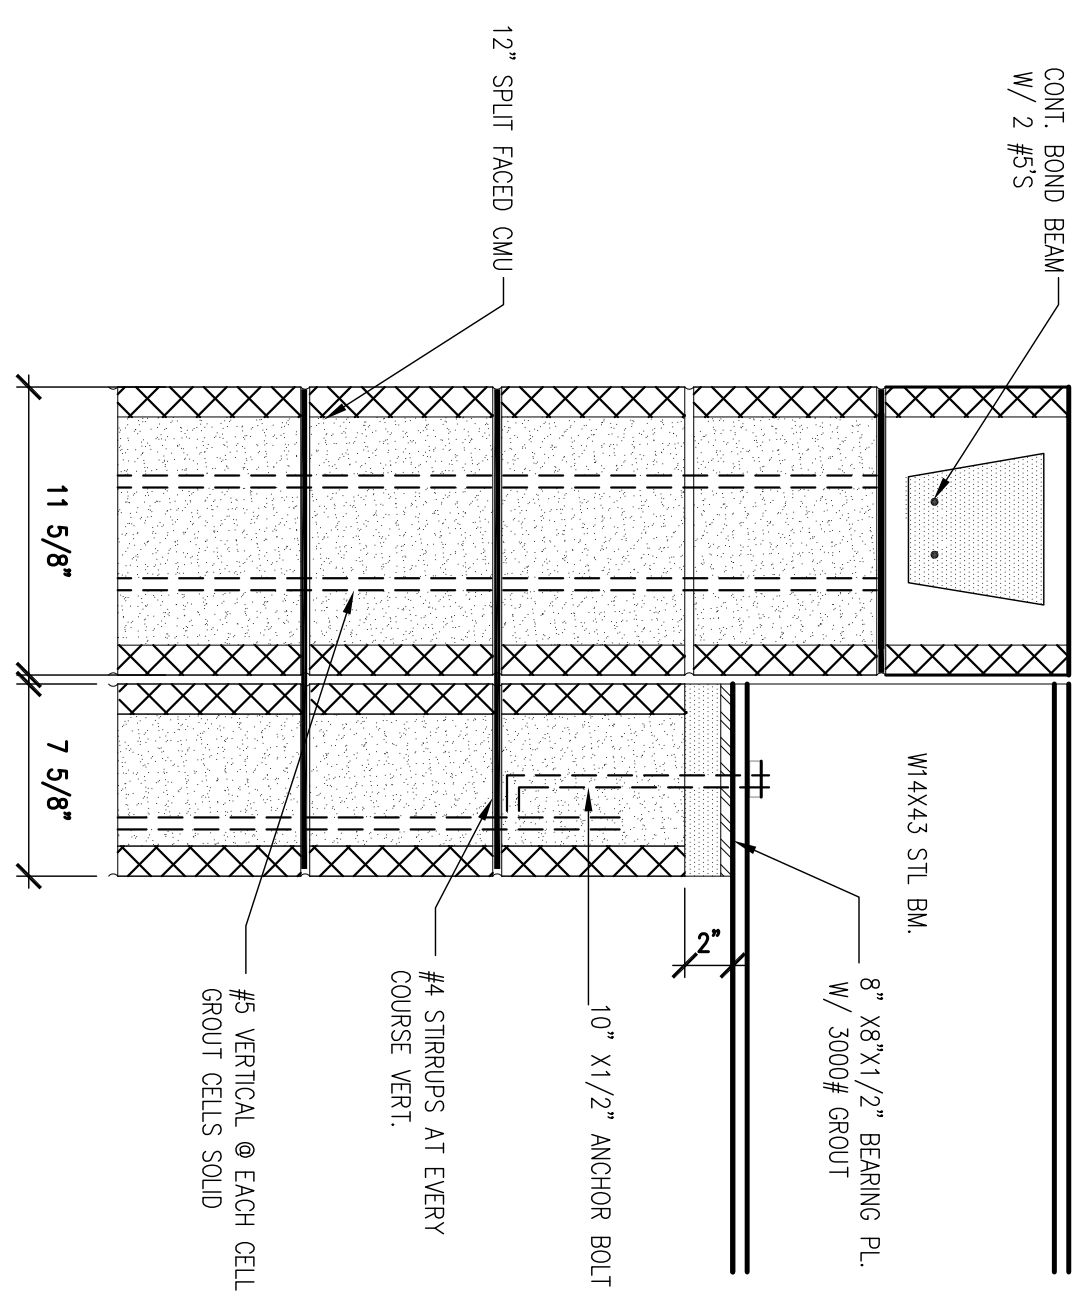 CONT. BOND BEAM
W/ 2 #5'S
12" SPLIT FACED CMU
W14X43 STL BM.
8" X8"X1/2" BEARING PL.
W/ 3000# GROUT
2"
10" X1/2" ANCHOR BOLT
#4 STIRRUPS AT EVERY
COURSE VERT.
#5 VERTICAL @ EACH CELL
GROUT CELLS SOLID
11 5/8"
7 5/8"